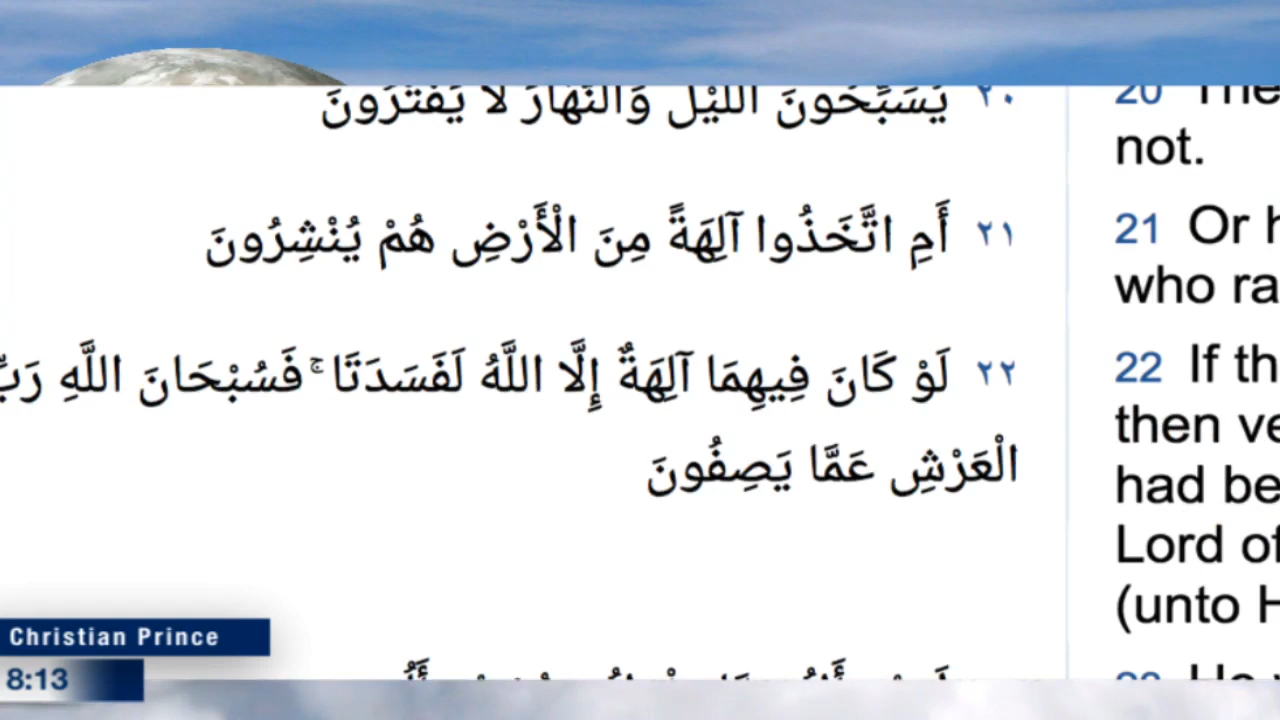 ٢٠ يُسَبِّحُونَ اللَّيْلَ وَالنَّهَارَ لَا يَفْتُرُونَ
٢١ أَمِ اتَّخَذُوا آلِهَةً مِنَ الْأَرْضِ هُمْ يُنْشِرُونَ
٢٢ لَوْ كَانَ فِيهِمَا آلِهَةٌ إِلَّا اللَّهُ لَفَسَدَتَا ۚ فَسُبْحَانَ اللَّهِ رَبِّ
الْعَرْشِ عَمَّا يَصِفُونَ
20 The
not.
21 Or h
who ra
22 If th
then ve
had be
Lord of
(unto H
Christian Prince
8:13